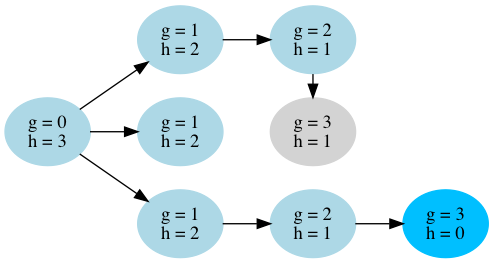 g = 1
h = 2
g = 2
h = 1
g = 0
h = 3
g = 1
h = 2
g = 3
h = 1
g = 1
h = 2
g = 2
h = 1
g = 3
h = 0